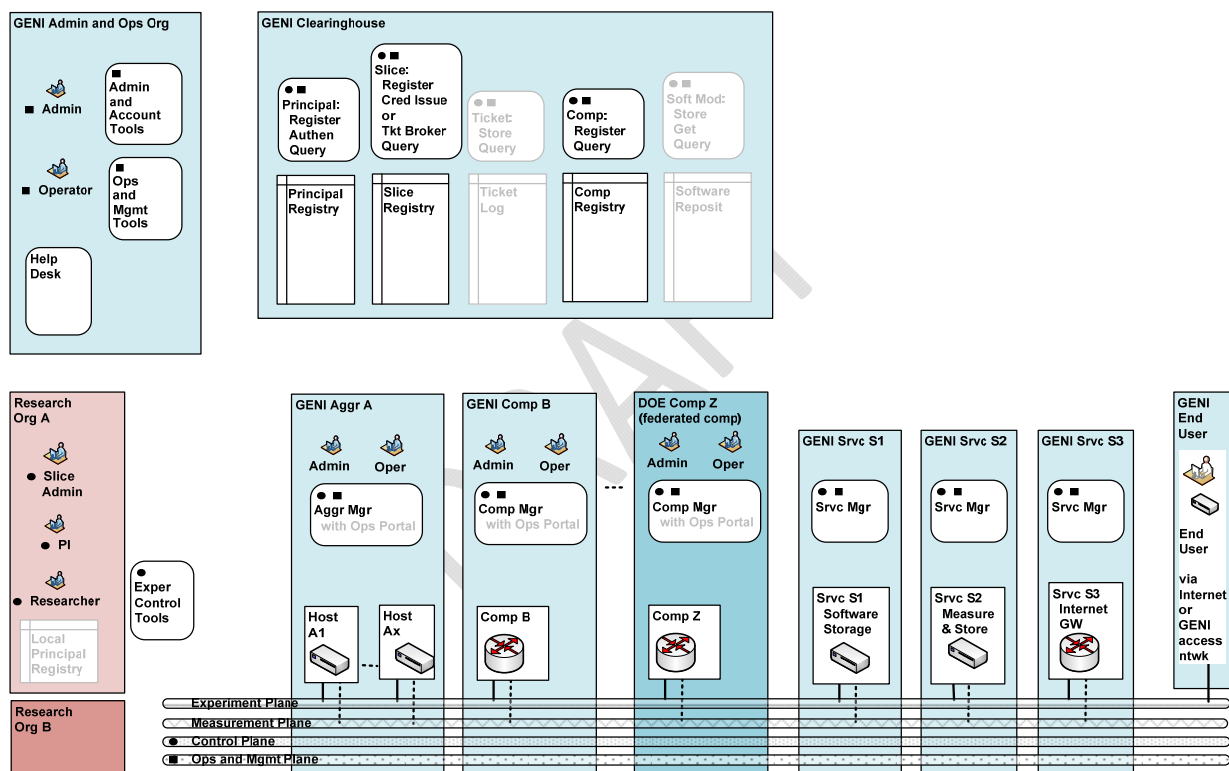 GENI Admin and Ops Org
Admin
Admin
and
Account
Tools
Operator
Ops
and
Mgmt
Tools
Help
Desk
GENI Clearinghouse
Principal:
Register
Authen
Query
Slice:
Register
Cred Issue
or
Tkt Broker
Query
Ticket:
Store
Query
Comp:
Register
Query
Soft Mod:
Store
Get
Query
Principal
Registry
Slice
Registry
Ticket
Log
Comp
Registry
Software
Reposit
DRAFT
Research
Org A
Slice
Admin
PI
Researcher
Local
Principal
Registry
Exper
Control
Tools
Research
Org B
GENI Aggr A
Admin
Oper
Aggr Mgr
with Ops Portal
Host
A1
Host
Ax
GENI Comp B
Admin
Oper
Comp Mgr
with Ops Portal
Comp B
DOE Comp Z
(federated comp)
Admin
Oper
Comp Mgr
with Ops Portal
Comp Z
GENI Srvc S1
Srvc Mgr
Srvc S1
Software
Storage
GENI Srvc S2
Srvc Mgr
Srvc S2
Measure
& Store
GENI Srvc S3
Srvc Mgr
Srvc S3
Internet
GW
GENI
End
User
End
User
via
Internet
or
GENI
access
ntwk
Experiment Plane
Measurement Plane
Control Plane
Ops and Mgmt Plane